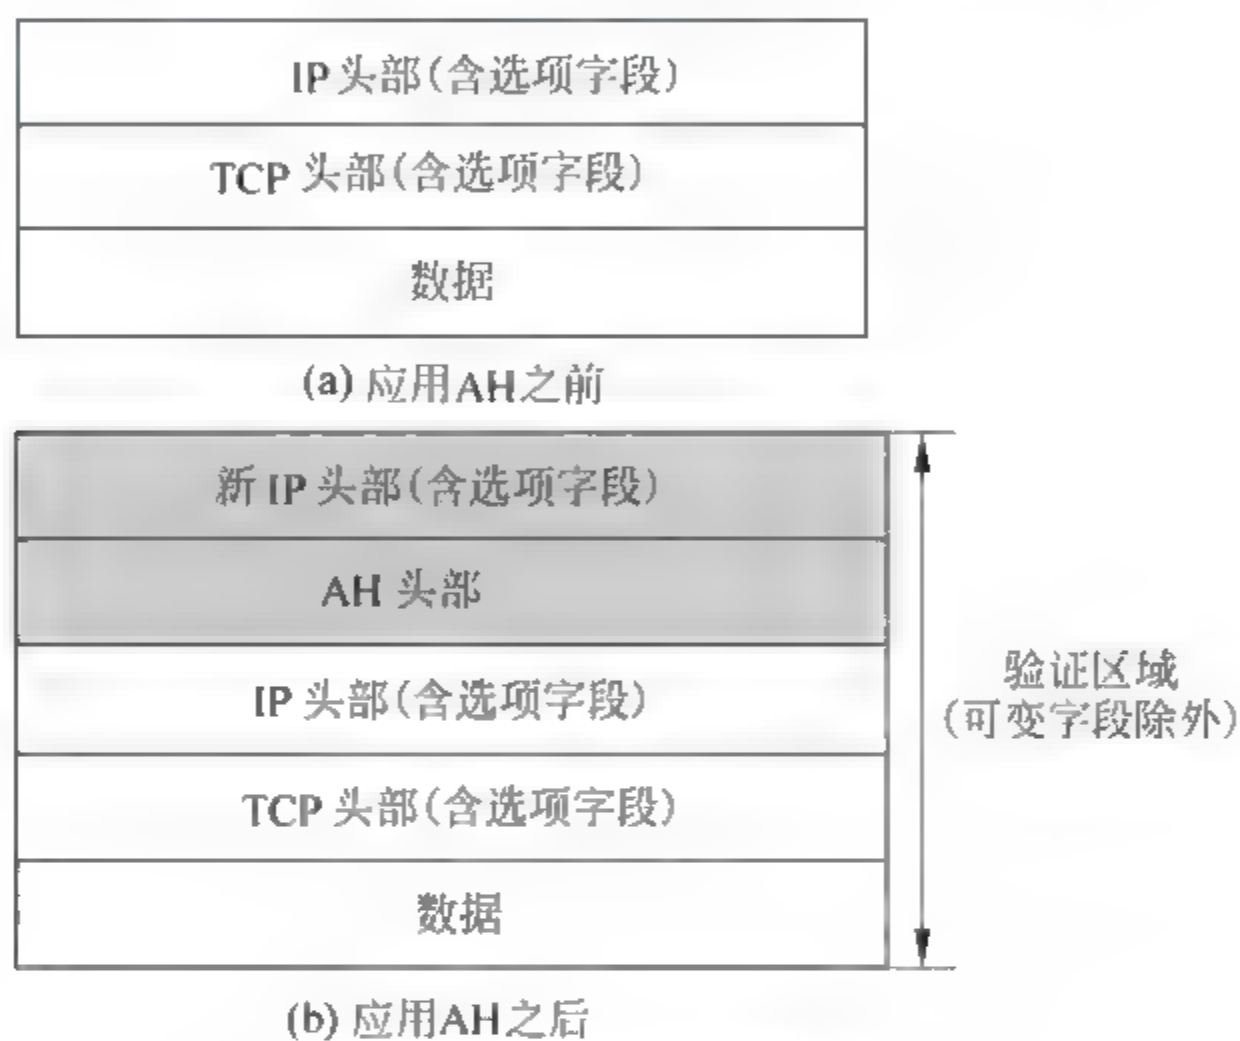 IP 头部(含选项字段)
TCP 头部(含选项字段)
数据
(a) 应用AH之前
新 IP 头部(含选项字段)
AH 头部
IP 头部(含选项字段)
TCP 头部(含选项字段)
数据
验证区域
(可变字段除外)
(b) 应用AH之后